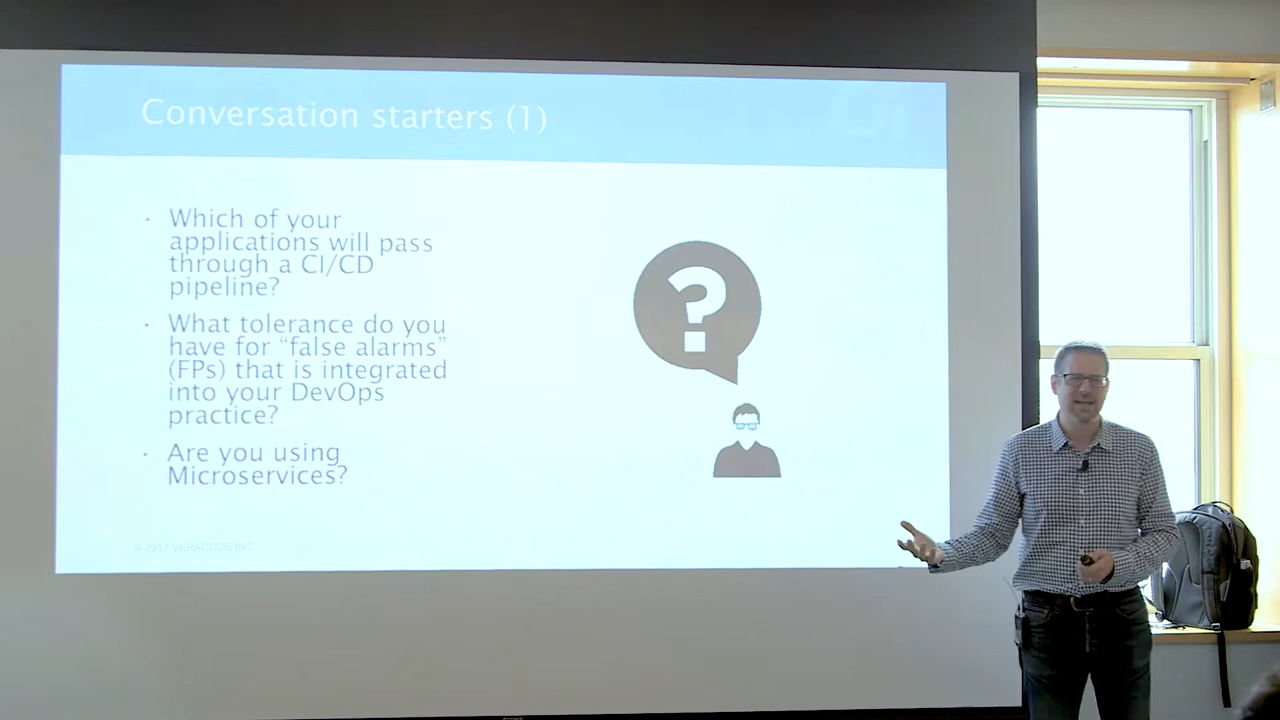 Conversation starters (1)
• Which of your
applications will pass
through a CI/CD
pipeline?
• What tolerance do you
have for “false alarms”
(FPs) that is integrated
into your DevOps
practice?
• Are you using
Microservices?
© 2017 VERACODE INC.